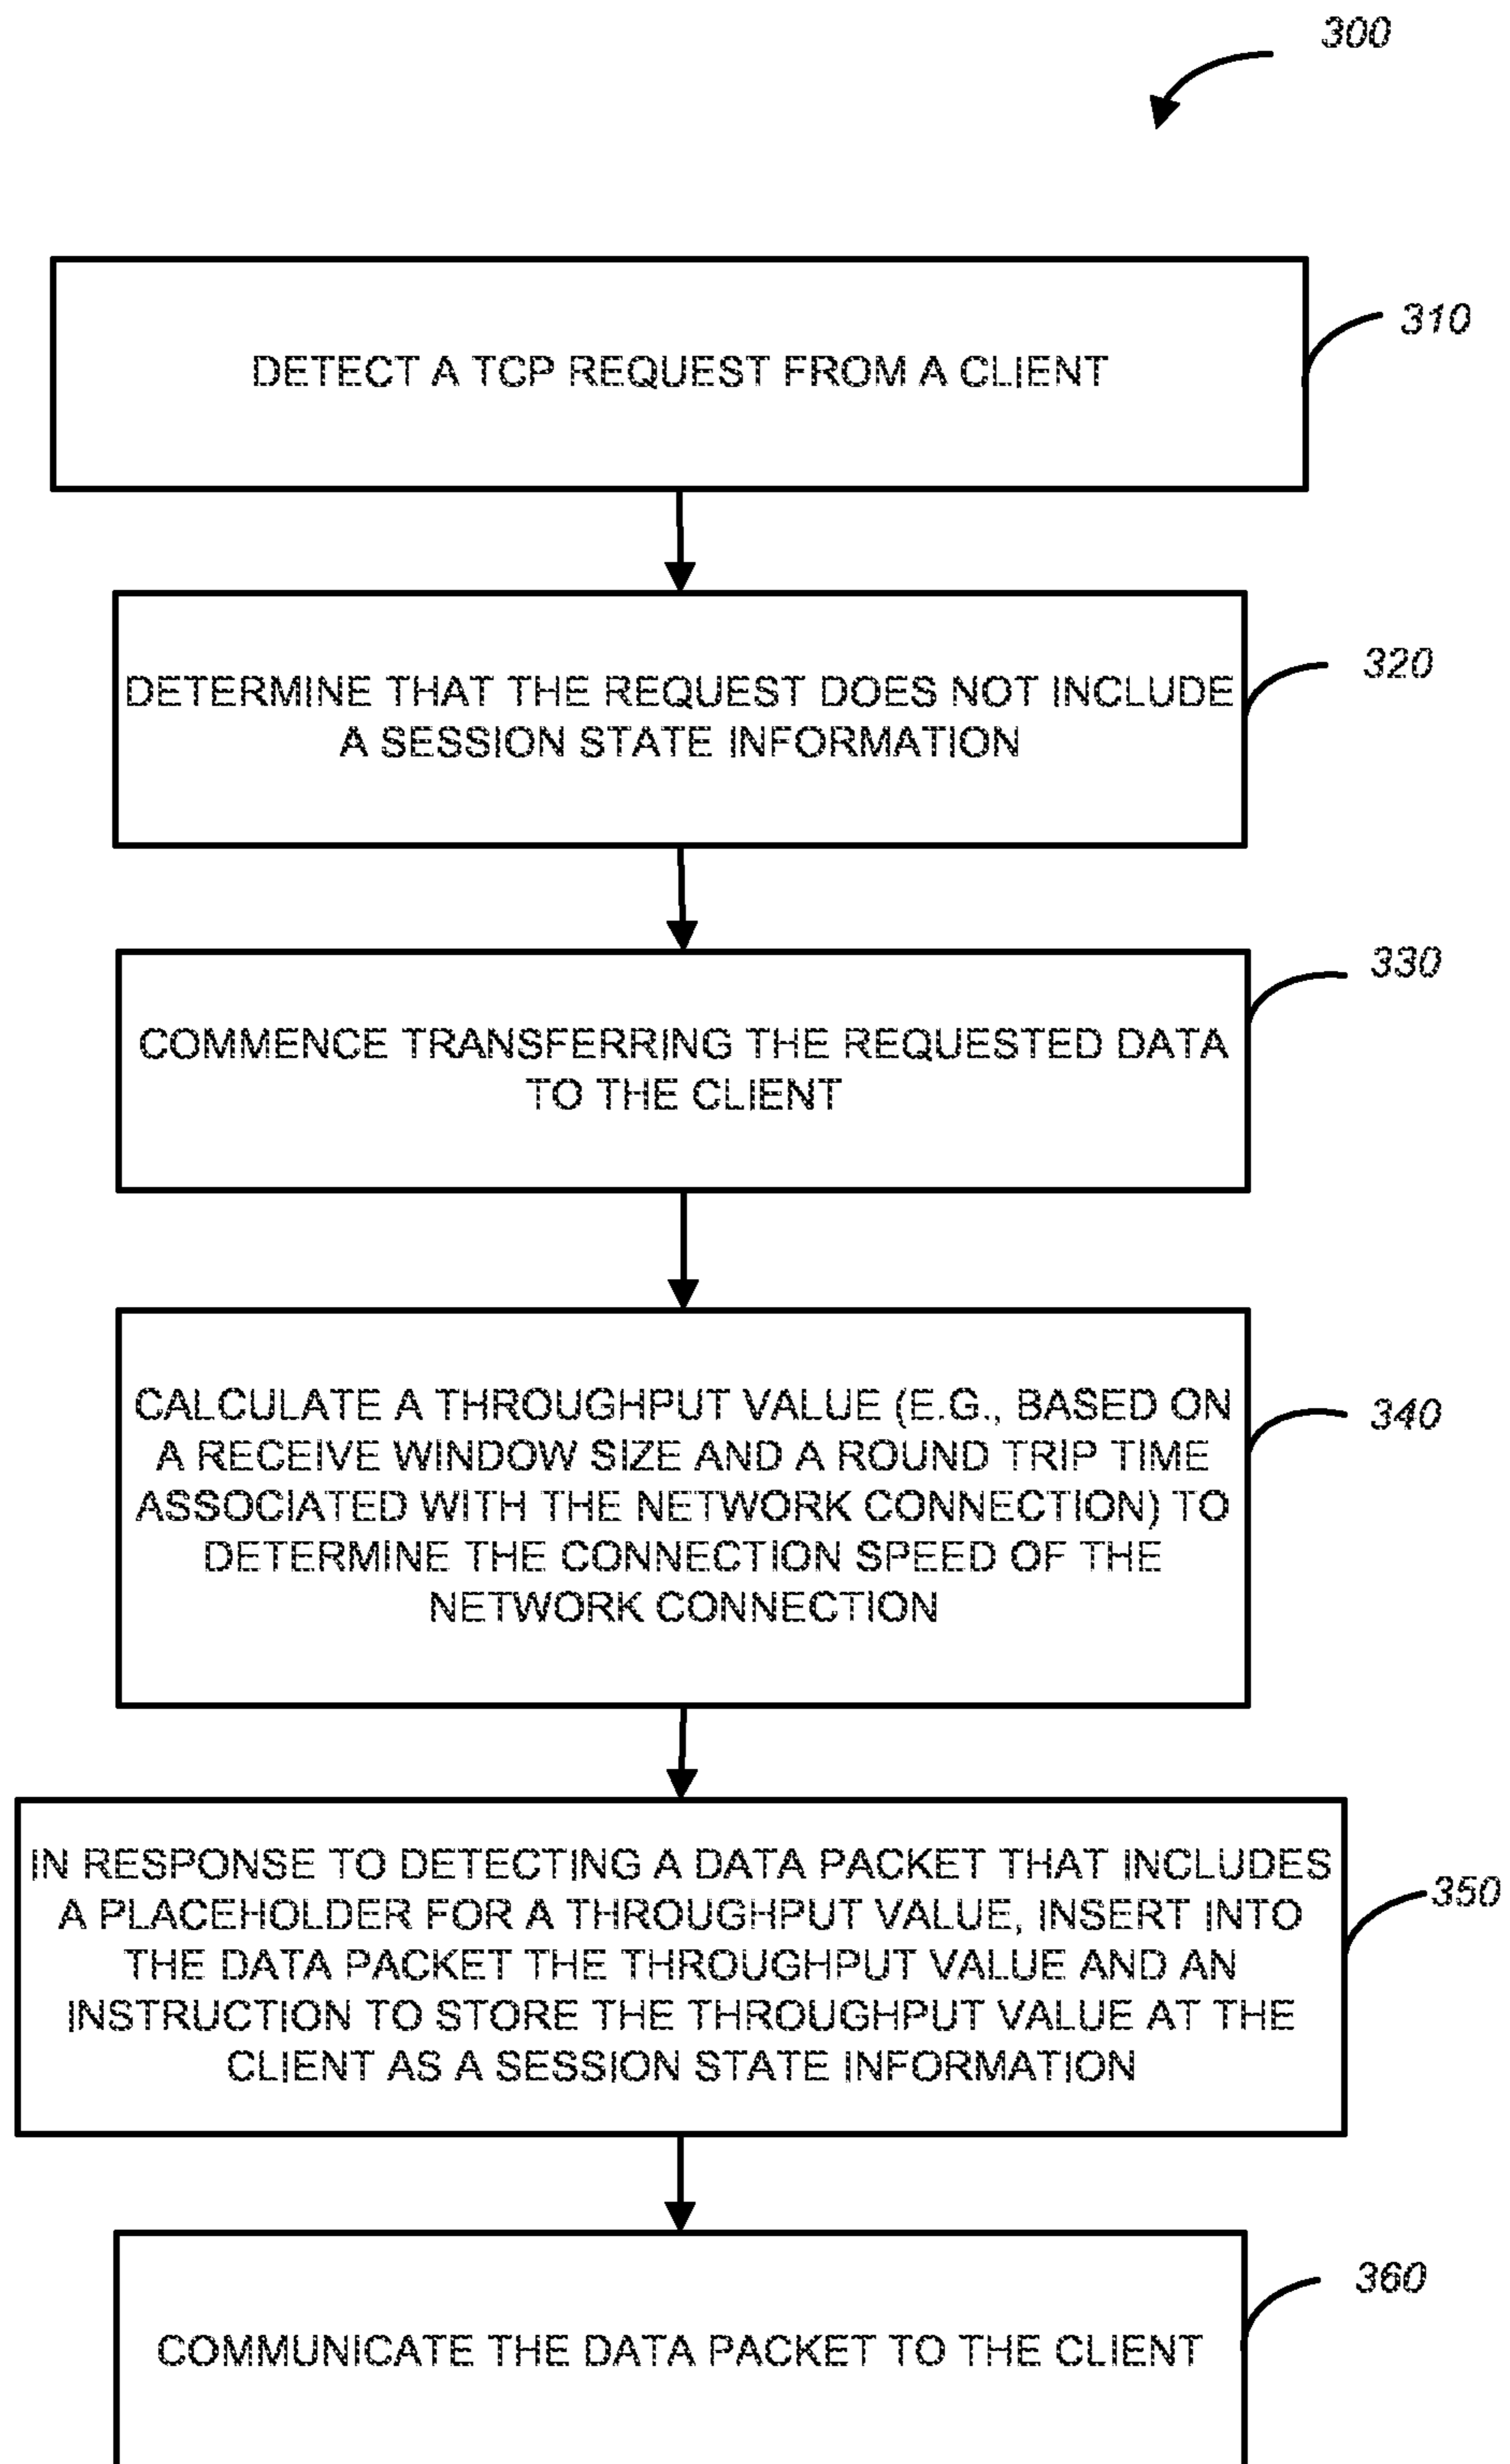 300
DETECT A TCP REQUEST FROM A CLIENT
310
DETERMINE THAT THE REQUEST DOES NOT INCLUDE
A SESSION STATE INFORMATION
320
COMMENCE TRANSFERRING THE REQUESTED DATA
TO THE CLIENT
330
CALCULATE A THROUGHPUT VALUE (E.G., BASED ON
A RECEIVE WINDOW SIZE AND A ROUND TRIP TIME
ASSOCIATED WITH THE NETWORK CONNECTION) TO
DETERMINE THE CONNECTION SPEED OF THE
NETWORK CONNECTION
340
IN RESPONSE TO DETECTING A DATA PACKET THAT INCLUDES
A PLACEHOLDER FOR A THROUGHPUT VALUE, INSERT INTO
THE DATA PACKET THE THROUGHPUT VALUE AND AN
INSTRUCTION TO STORE THE THROUGHPUT VALUE AT THE
CLIENT AS A SESSION STATE INFORMATION
350
COMMUNICATE THE DATA PACKET TO THE CLIENT
360